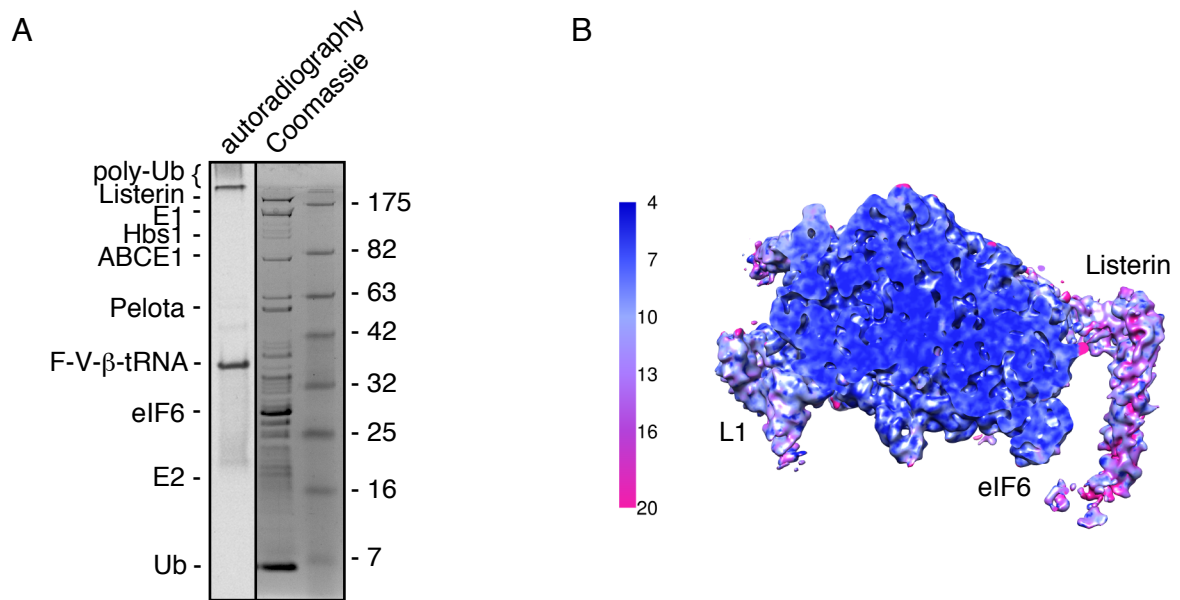 A
autoradiography
Coomassie
poly-Ub {
Listerin -
E1 -
Hbs1 -
ABCE1 -
Pelota -
F-V-β-tRNA -
eIF6 -
E2 -
Ub -
- 175
- 82
- 63
- 42
- 32
- 25
- 16
- 7
B
4
7
10
13
16
20
Listerin
L1
eIF6